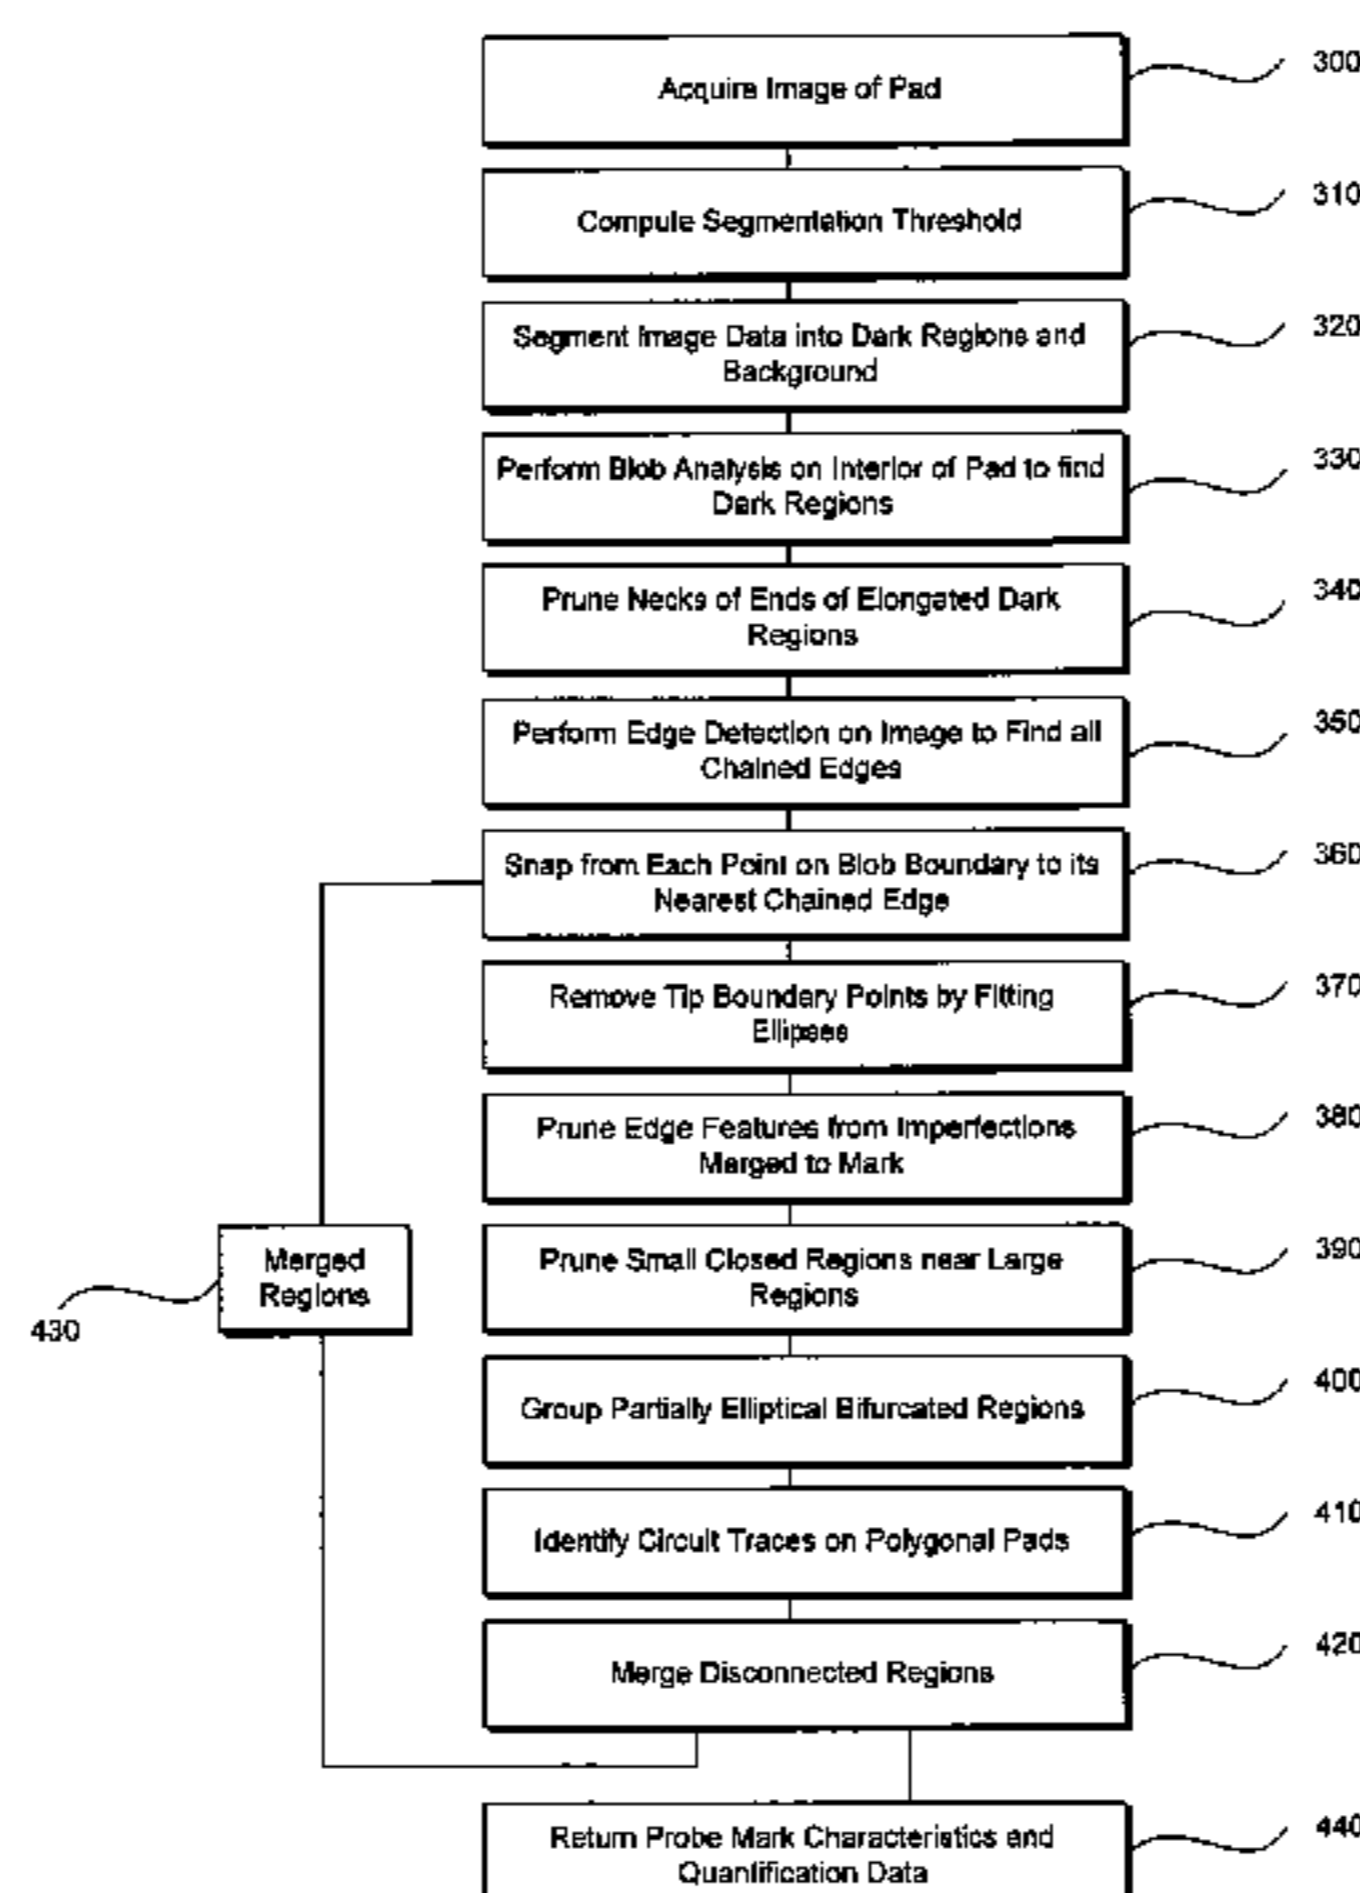 Acquire Image of Pad
300
Compute Segmentation Threshold
310
Segment Image Data into Dark Regions and
Background
320
Perform Blob Analysis on Interior of Pad to find
Dark Regions
330
Prune Necks of Ends of Elongated Dark
Regions
340
Perform Edge Detection on Image to Find all
Chained Edges
350
Snap from Each Point on Blob Boundary to its
Nearest Chained Edge
360
Remove Tip Boundary Points by Fitting
Ellipses
370
Prune Edge Features from Imperfections
Merged to Mark
380
Merged
Regions
430
Prune Small Closed Regions near Large
Regions
390
Group Partially Elliptical Bifurcated Regions
400
Identify Circuit Traces on Polygonal Pads
410
Merge Disconnected Regions
420
Return Probe Mark Characteristics and
Quantification Data
440